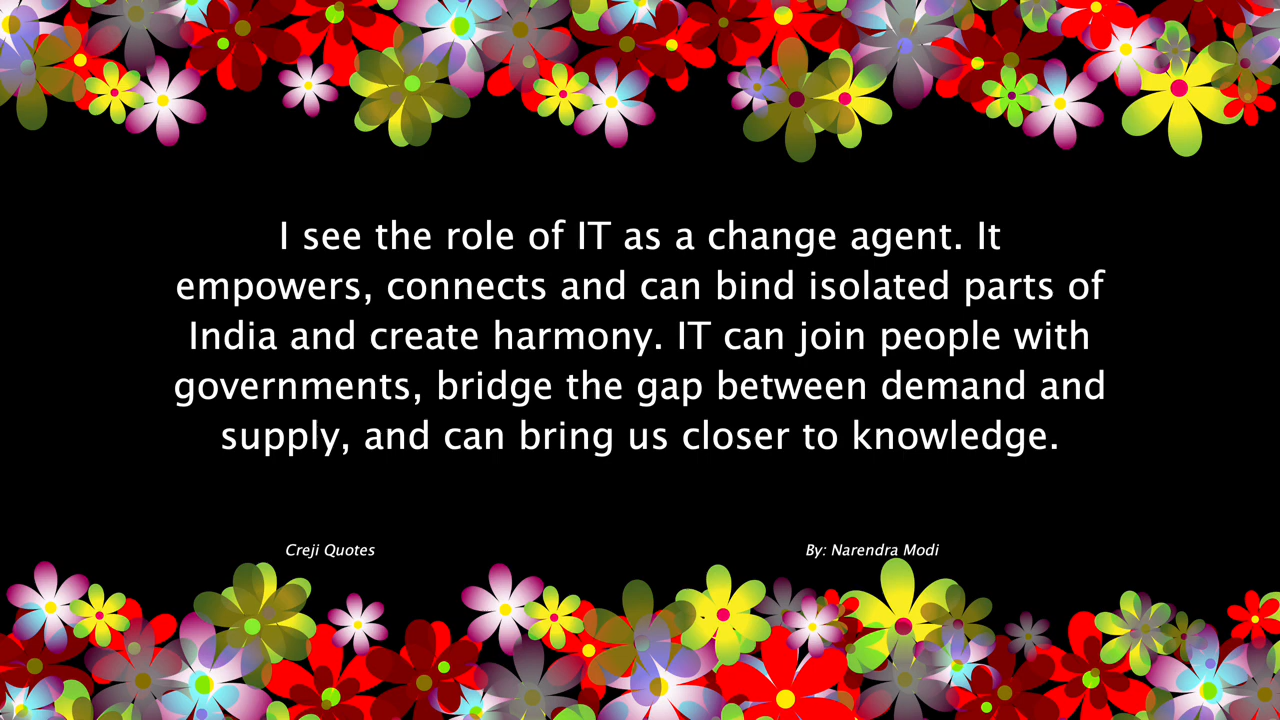 I see the role of IT as a change agent. It
empowers, connects and can bind isolated parts of
India and create harmony. IT can join people with
governments, bridge the gap between demand and
supply, and can bring us closer to knowledge.
Creji Quotes
By: Narendra Modi